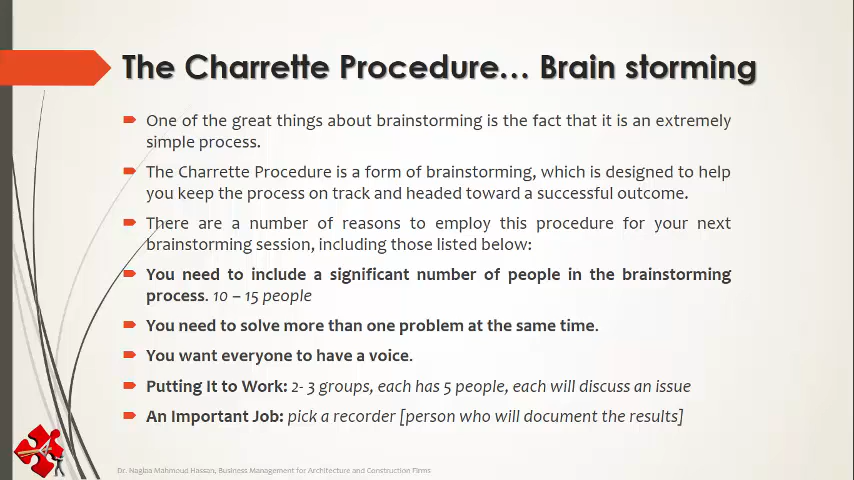 The Charrette Procedure... Brain storming
One of the great things about brainstorming is the fact that it is an extremely
simple process.
The Charrette Procedure is a form of brainstorming, which is designed to help
you keep the process on track and headed toward a successful outcome.
There are a number of reasons to employ this procedure for your next
brainstorming session, including those listed below:
You need to include a significant number of people in the brainstorming
process. 10 – 15 people
You need to solve more than one problem at the same time.
You want everyone to have a voice.
Putting It to Work: 2- 3 groups, each has 5 people, each will discuss an issue
An Important Job: pick a recorder [person who will document the results]
Dr. Naglaa Mahmoud Hassan, Business Management for Architecture and Construction Firms